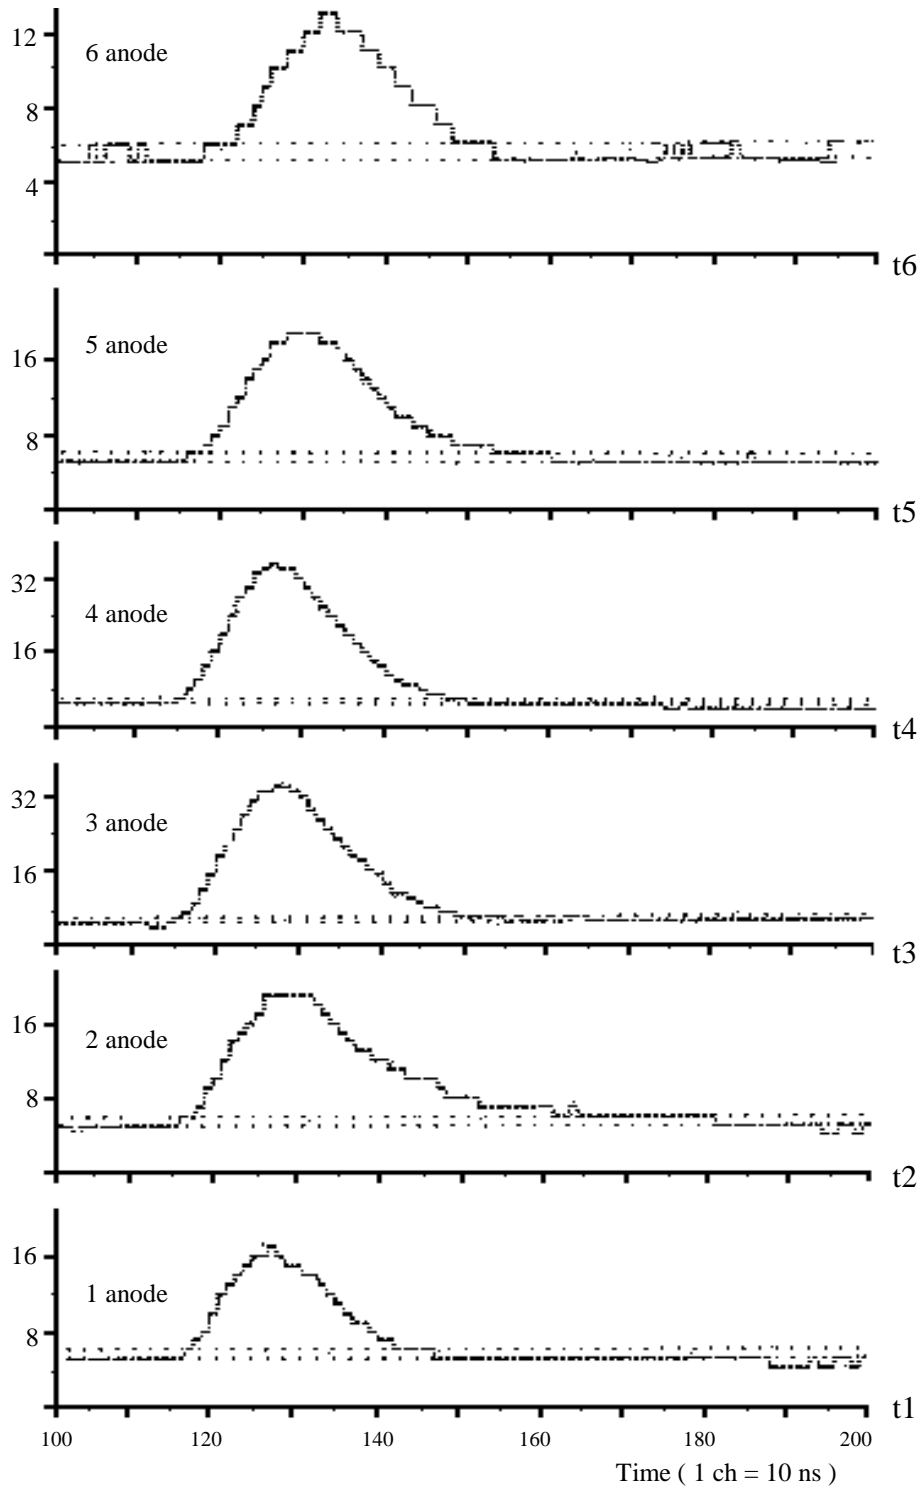 12
6 anode
8
4
t6
5 anode
16
8
t5
32
4 anode
16
t4
32
3 anode
16
t3
16
2 anode
8
t2
16
1 anode
8
t1
100 120 140 160 200
Time ( 1 ch = 10 ns )